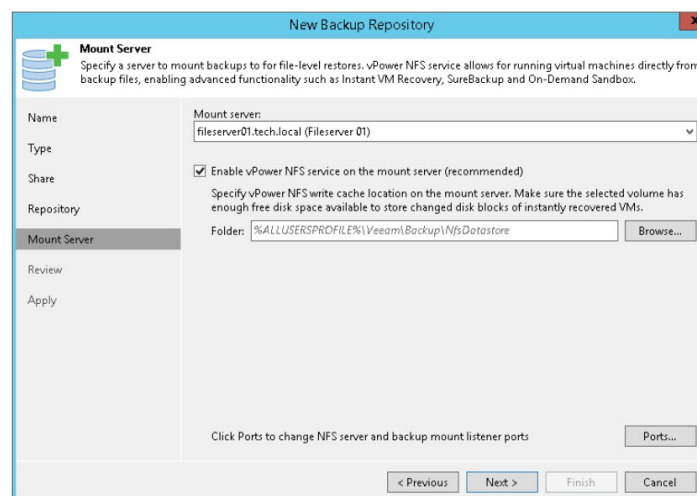 New Backup Repository
x
Mount Server
Specify a server to mount backups to for file-level restores. vPower NFS service allows for running virtual machines directly from
backup files, enabling advanced functionality such as Instant VM Recovery, SureBackup and On-Demand Sandbox.
Name
Type
Share
Repository
Mount Server
Review
Apply
Mount server:
fileserver01.tech.local (Fileserver 01)
Enable vPower NFS service on the mount server (recommended)
Specify vPower NFS write cache location on the mount server. Make sure the selected volume has
enough free disk space available to store changed disk blocks of instantly recovered VMs.
Folder: %ALLUSERSPROFILE%\Veeam\Backup\NfsDatastore Browse...
Click Ports to change NFS server and backup mount listener ports Ports...
< Previous Next > Finish Cancel